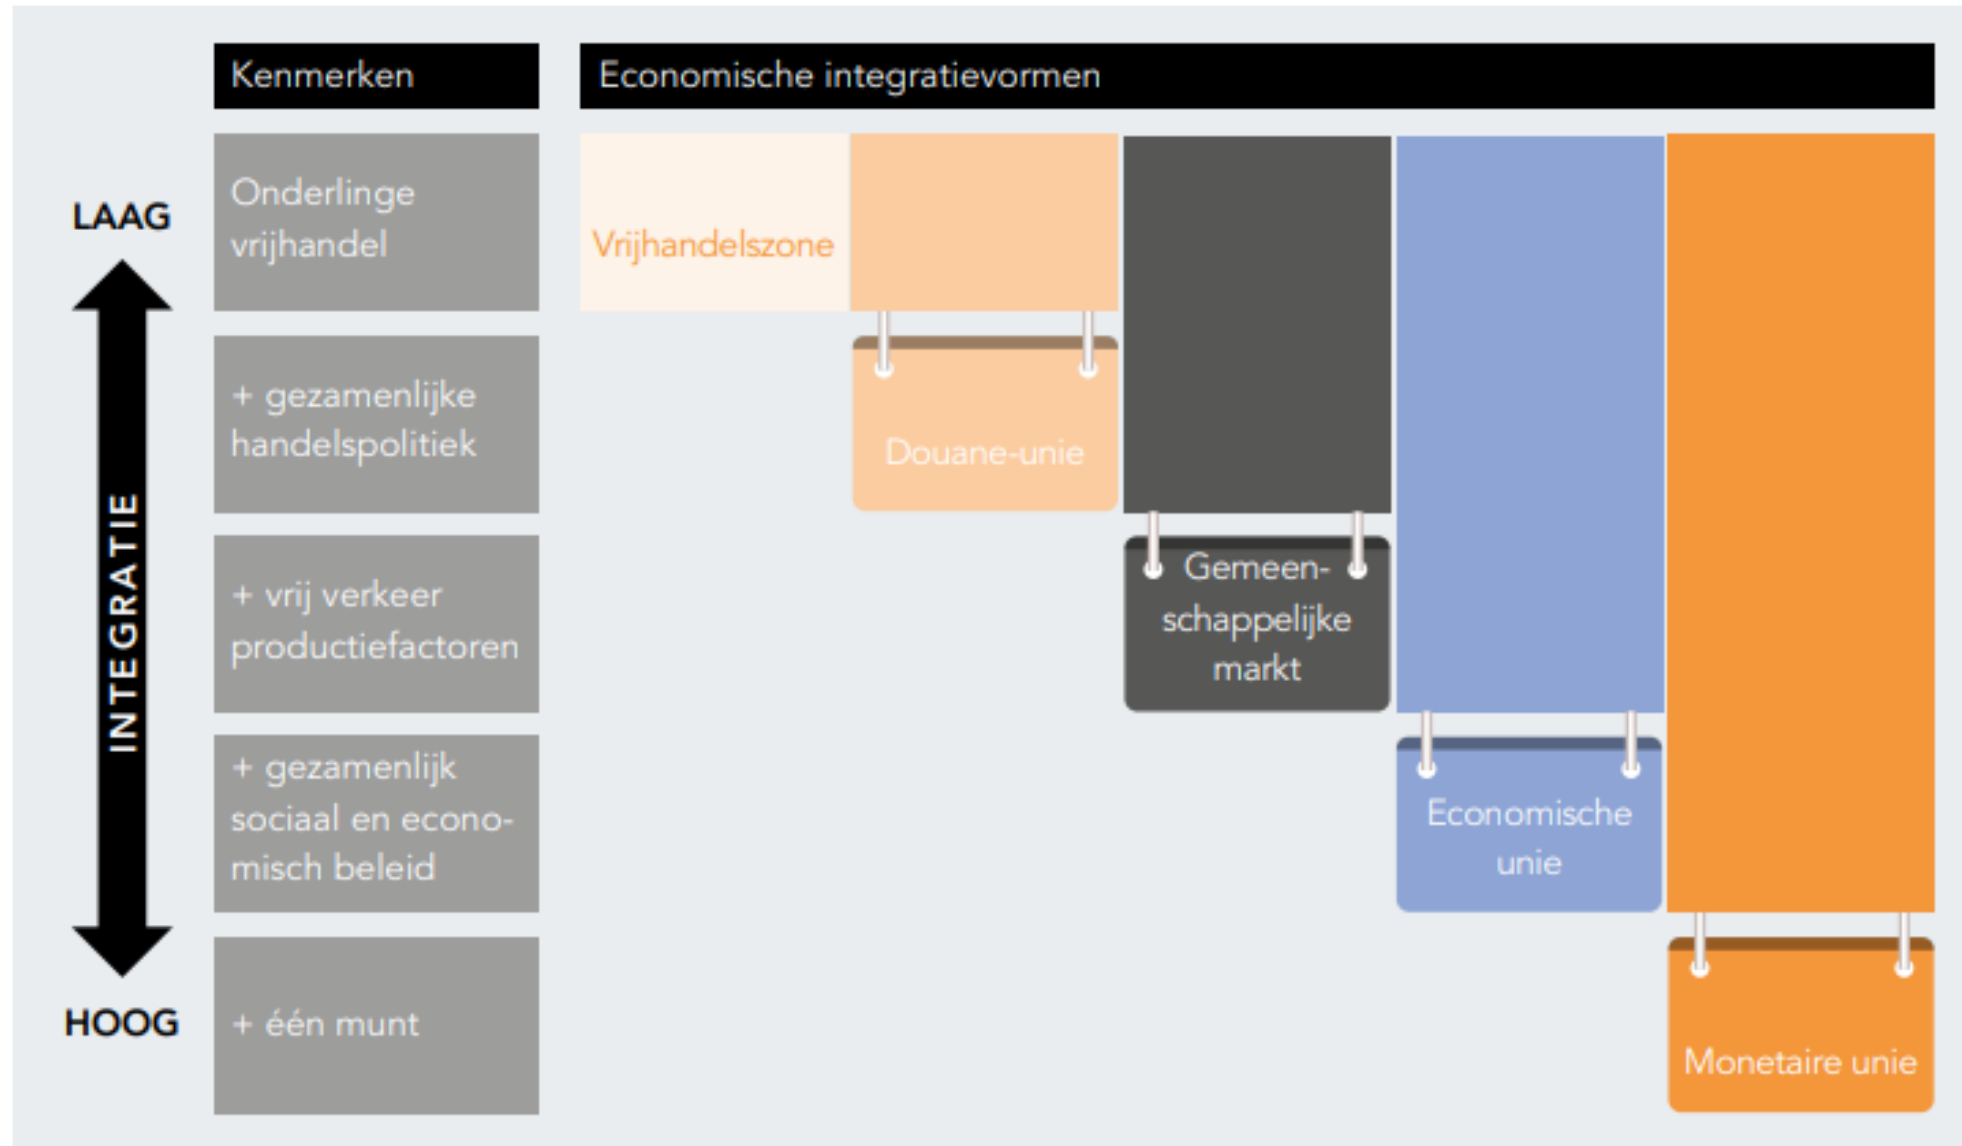 Kenmerken
Economische integratievormen
LAAG
INTEGRATIE
HOOG
Onderlinge
vrijhandel
Vrijhandelszone
+ gezamenlijke
handelspolitiek
Douane-unie
+ vrij verkeer
productiefactoren
Gemeen-
schappelijke
markt
+ gezamenlijk
sociaal en econo-
misch beleid
Economische
unie
+ één munt
Monetaire unie